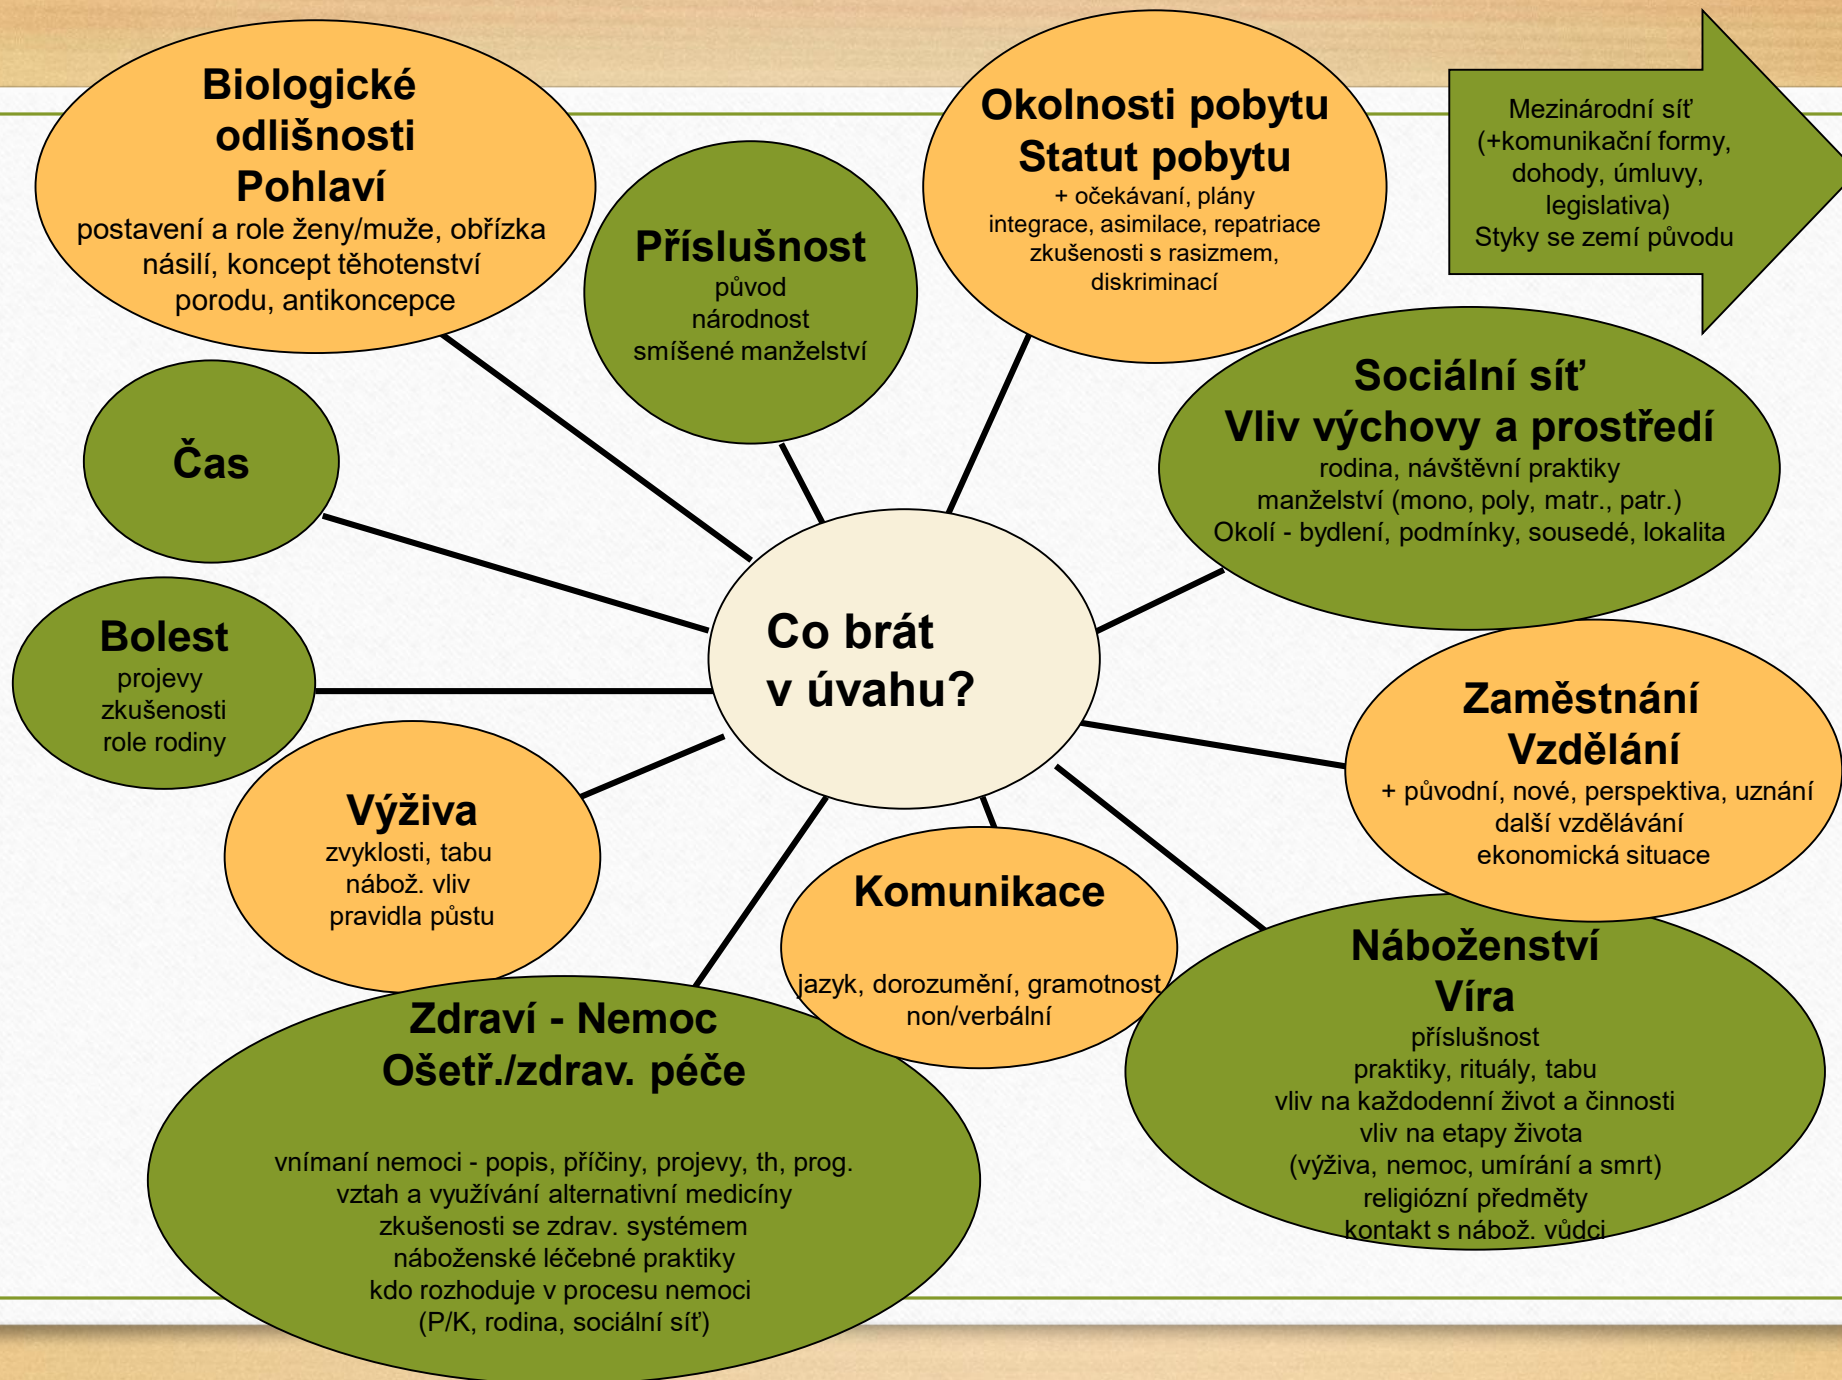 Biologické
odlišnosti
Pohlaví
postavení a role ženy/muže, obřízka
násilí, koncept těhotenství
porodu, antikoncepce
Příslušnost
původ
národnost
smíšené manželství
Okolnosti pobytu
Statut pobytu
+ očekávaní, plány
integrace, asimilace, repatriace
zkušenosti s rasizmem,
diskriminací
Mezinárodní síť
(+komunikační formy,
dohody, úmluvy,
legislativa)
Styky se zemí původu
Sociální síť
Vliv výchovy a prostředí
rodina, návštěvní praktiky
manželství (mono, poly, matr., patr.)
Okolí - bydlení, podmínky, sousedé, lokalita
Čas
Bolest
projevy
zkušenosti
role rodiny
Co brát
v úvahu?
Zaměstnání
Vzdělání
+ původní, nové, perspektiva, uznání
další vzdělávání
ekonomická situace
Výživa
zvyklosti, tabu
nábož. vliv
pravidla půstu
Komunikace
jazyk, dorozumění, gramotnost
non/verbální
Náboženství
Víra
příslušnost
praktiky, rituály, tabu
vliv na každodenní život a činnosti
vliv na etapy života
(výživa, nemoc, umírání a smrt)
religiózní předměty
kontakt s nábož. vůdci
Zdraví - Nemoc
Ošetř./zdrav. péče
vnímaní nemoci - popis, příčiny, projevy, th, prog.
vztah a využívání alternativní medicíny
zkušenosti se zdrav. systémem
náboženské léčebné praktiky
kdo rozhoduje v procesu nemoci
(P/K, rodina, sociální síť)